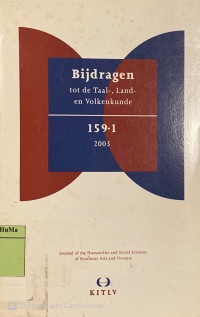 Bijdragen
tot de Taal-, Land-
en Volkenkunde
159-1
2003
HuMa
Journal of the Humanities and Social Sciences
of Southeast Asia and Oceania
KITLV